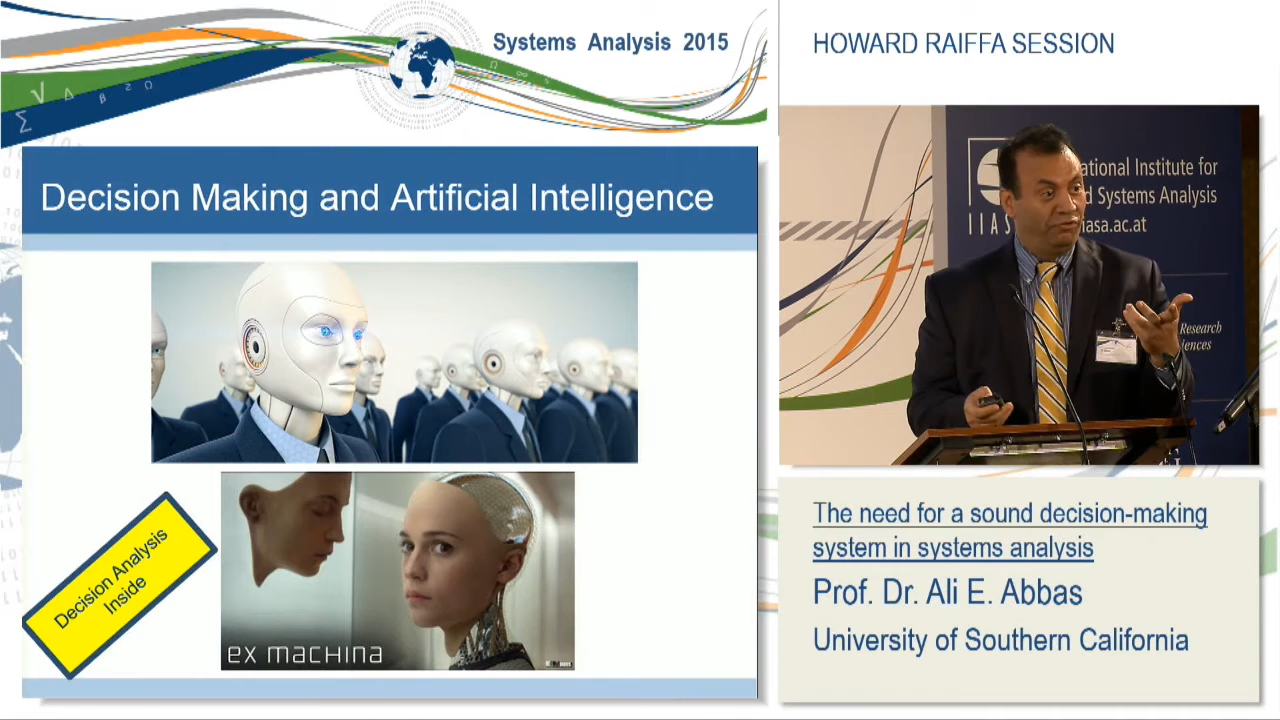 Systems Analysis 2015
HOWARD RAIFFA SESSION
Decision Making and Artificial Intelligence
Decision Analysis
Inside
ex machina
IIAS
ational Institute for
d Systems Analysis
iasa.ac.at
Research
ciences
The need for a sound decision-making
system in systems analysis
Prof. Dr. Ali E. Abbas
University of Southern California
√ Δ β Σ Ω
Σ
Ω ∞